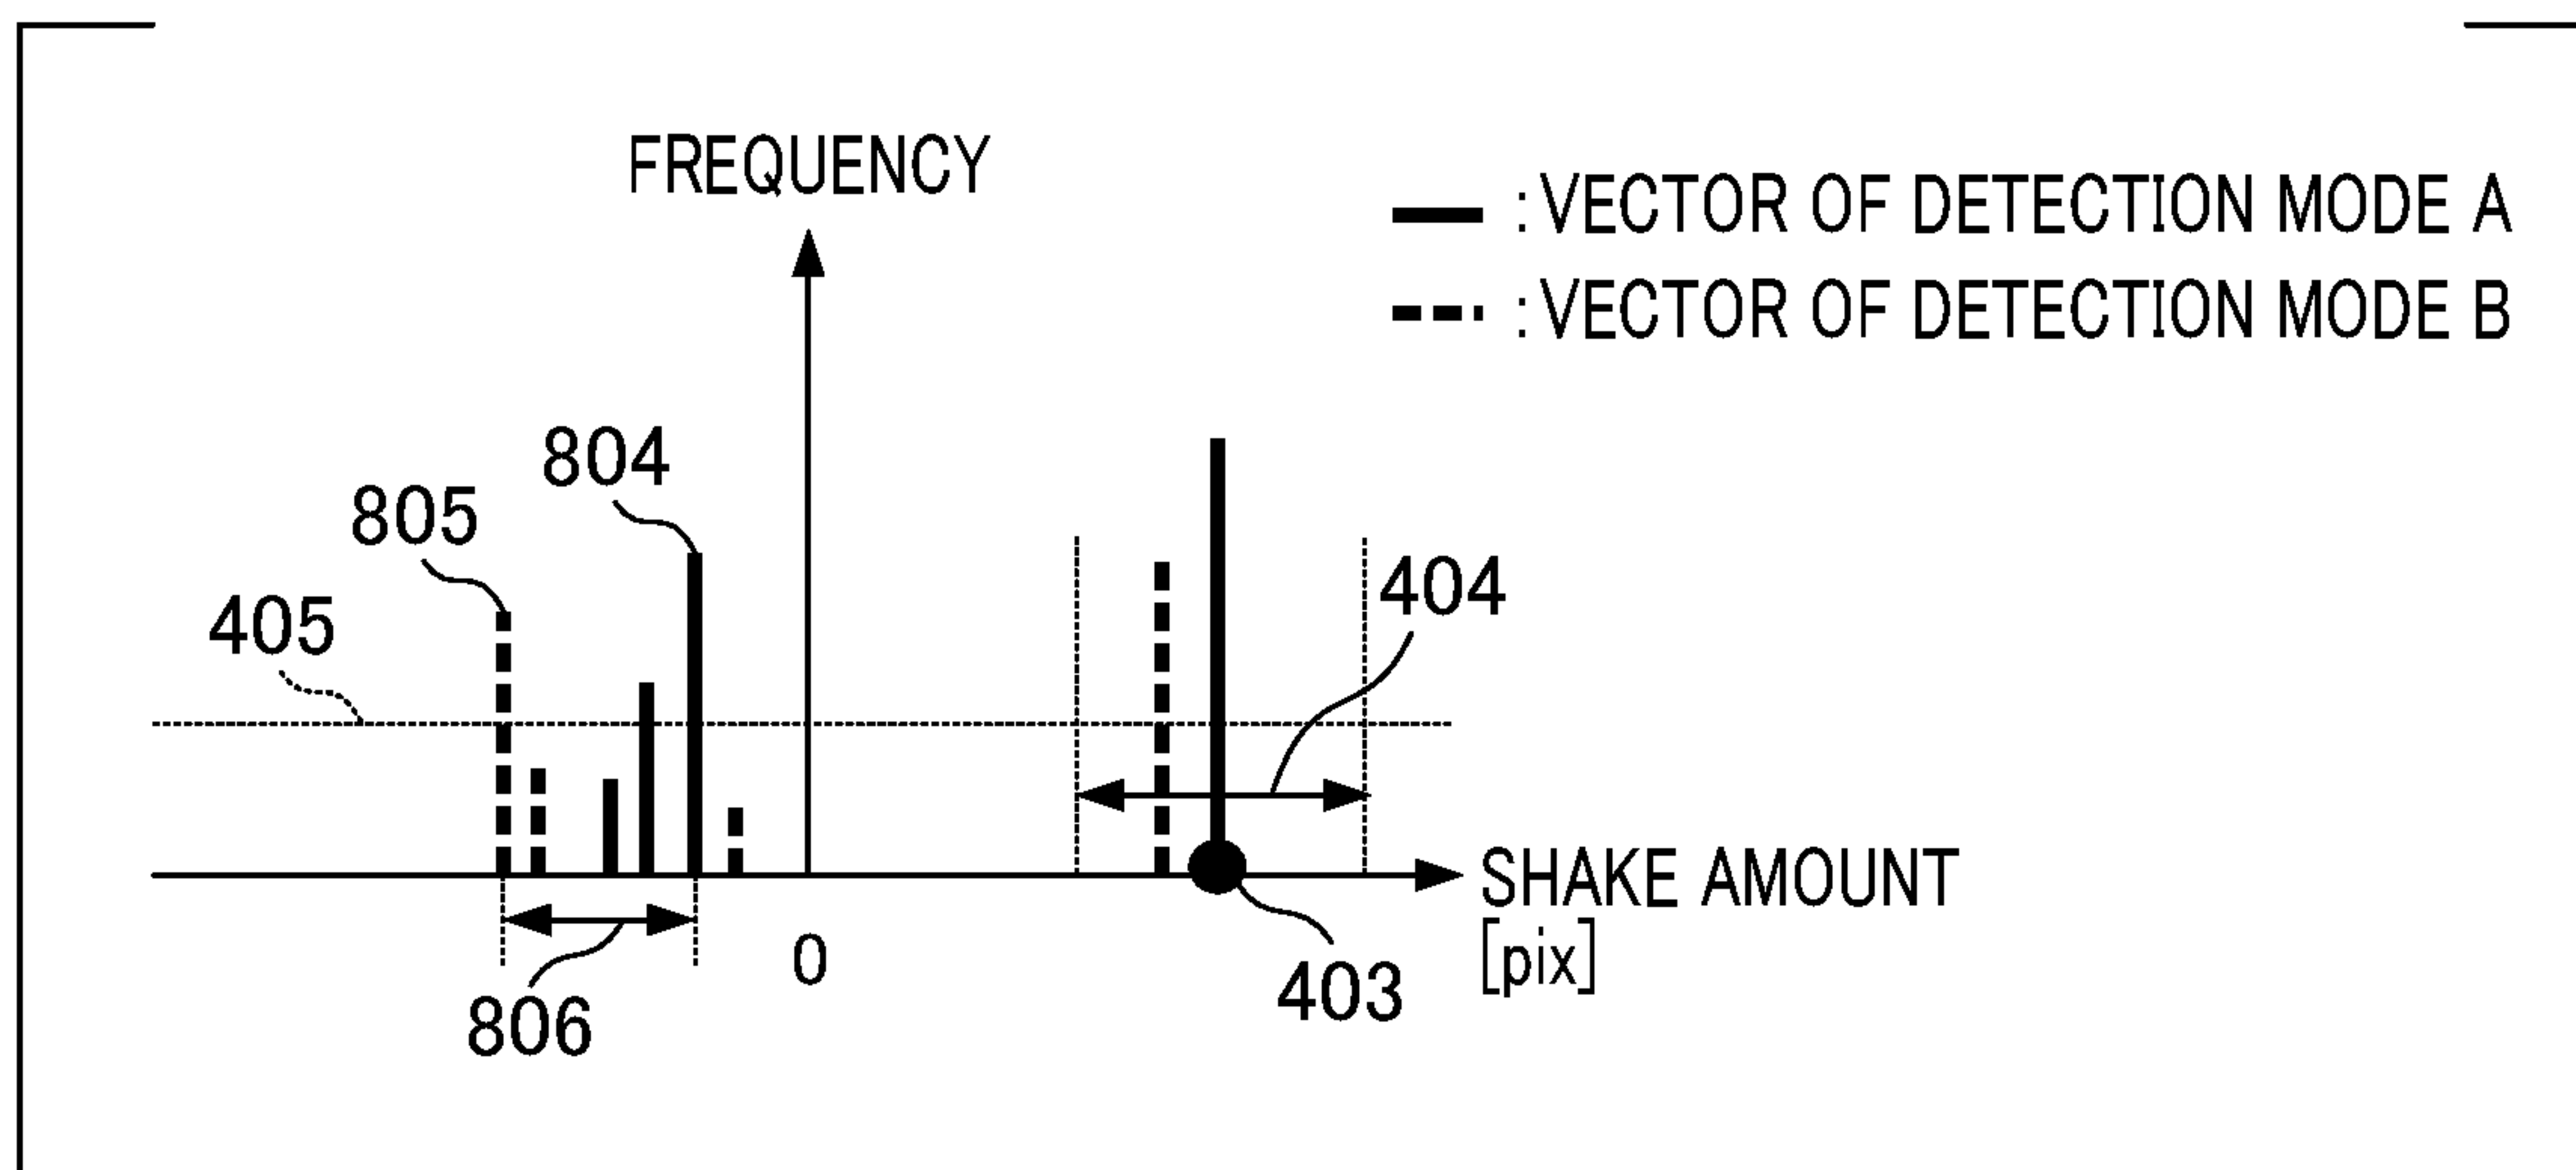 FREQUENCY
: VECTOR OF DETECTION MODE A
: VECTOR OF DETECTION MODE B
804
805
404
405
SHAKE AMOUNT
[pix]
0
403
806